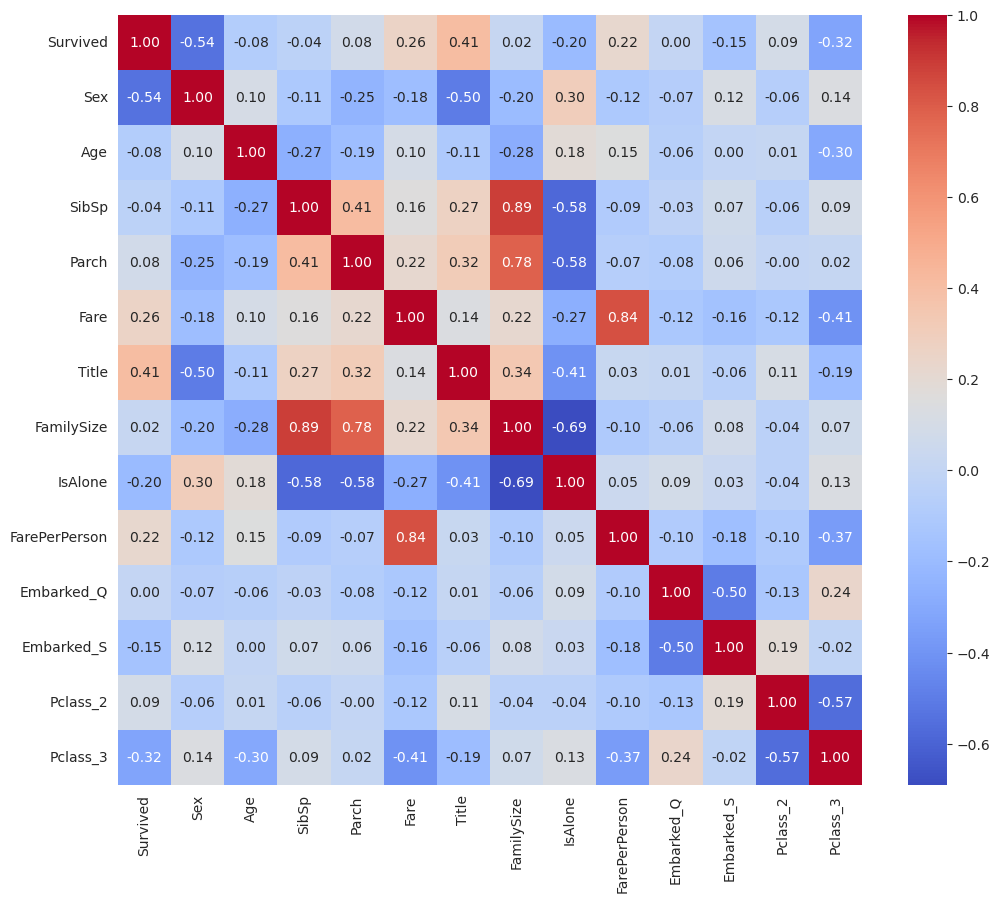 1.0
Survived 1.00 -0.54 -0.08 -0.04 0.08 0.26 0.41 0.02 -0.20 0.22 0.00 -0.15 0.09 -0.32
Sex -0.54 1.00 0.10 -0.11 -0.25 -0.18 -0.50 -0.20 0.30 -0.12 -0.07 0.12 -0.06 0.14
0.8
Age -0.08 0.10 1.00 -0.27 -0.19 0.10 -0.11 -0.28 0.18 0.15 -0.06 0.00 0.01 -0.30
SibSp -0.04 -0.11 -0.27 1.00 0.41 0.16 0.27 0.89 -0.58 -0.09 -0.03 0.07 -0.06 0.09
0.6
Parch 0.08 -0.25 -0.19 0.41 1.00 0.22 0.32 0.78 -0.58 -0.07 -0.08 0.06 -0.00 0.02
0.4
Fare 0.26 -0.18 0.10 0.16 0.22 1.00 0.14 0.22 -0.27 0.84 -0.12 -0.16 -0.12 -0.41
Title 0.41 -0.50 -0.11 0.27 0.32 0.14 1.00 0.34 -0.41 0.03 0.01 -0.06 0.11 -0.19
0.2
FamilySize 0.02 -0.20 -0.28 0.89 0.78 0.22 0.34 1.00 -0.69 -0.10 -0.06 0.08 -0.04 0.07
IsAlone -0.20 0.30 0.18 -0.58 -0.58 -0.27 -0.41 -0.69 1.00 0.05 0.09 0.03 -0.04 0.13
0.0
FarePerPerson 0.22 -0.12 0.15 -0.09 -0.07 0.84 0.03 -0.10 0.05 1.00 -0.10 -0.18 -0.10 -0.37
−0.2
Embarked_Q 0.00 -0.07 -0.06 -0.03 -0.08 -0.12 0.01 -0.06 0.09 -0.10 1.00 -0.50 -0.13 0.24
Embarked_S -0.15 0.12 0.00 0.07 0.06 -0.16 -0.06 0.08 0.03 -0.18 -0.50 1.00 0.19 -0.02
−0.4
Pclass_2 0.09 -0.06 0.01 -0.06 -0.00 -0.12 0.11 -0.04 -0.04 -0.10 -0.13 0.19 1.00 -0.57
Pclass_3 -0.32 0.14 -0.30 0.09 0.02 -0.41 -0.19 0.07 0.13 -0.37 0.24 -0.02 -0.57 1.00
−0.6
Survived
Sex
Age
SibSp
Parch
Fare
Title
FamilySize
IsAlone
FarePerPerson
Embarked_Q
Embarked_S
Pclass_2
Pclass_3